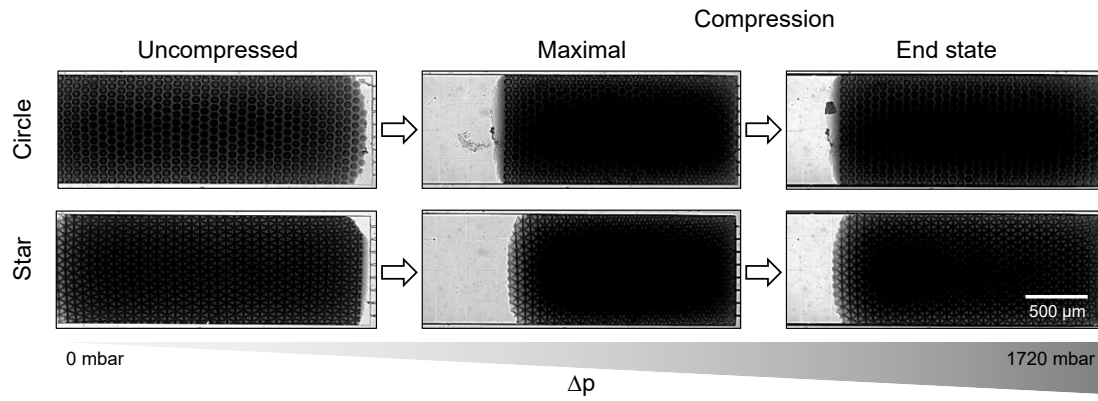 Compression
Uncompressed
Maximal
End state
Circle
Star
500 µm
0 mbar
1720 mbar
Δp